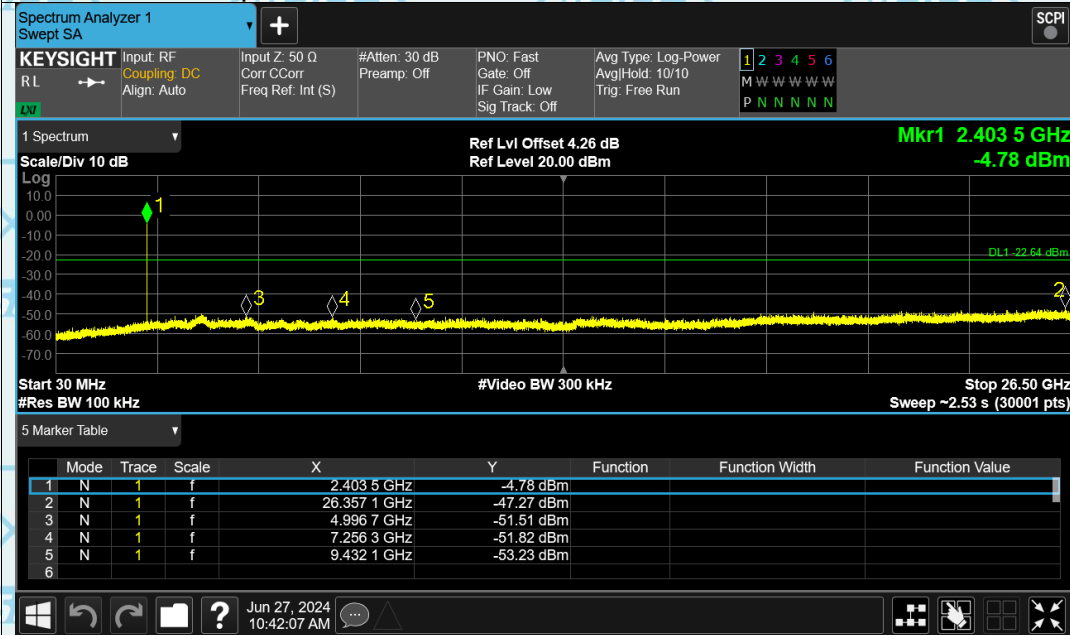 Spectrum Analyzer 1
Swept SA
+
SCPI
KEYSIGHT
R L
LXI
Input: RF
Coupling: DC
Align: Auto
Input Z: 50 Ω
Corr CCorr
Freq Ref: Int (S)
#Atten: 30 dB
Preamp: Off
PNO: Fast
Gate: Off
IF Gain: Low
Sig Track: Off
Avg Type: Log-Power
Avg|Hold: 10/10
Trig: Free Run
1 2 3 4 5 6
M W W W W W
P N N N N N
1 Spectrum
Scale/Div 10 dB
Ref Lvl Offset 4.26 dB
Ref Level 20.00 dBm
Mkr1 2.403 5 GHz
-4.78 dBm
Log
10.0
0.00
-10.0
-20.0
-30.0
-40.0
-50.0
-60.0
-70.0
1
3
4
5
2
DL1 -22.64 dBm
Start 30 MHz
#Video BW 300 kHz
Stop 26.50 GHz
#Res BW 100 kHz
Sweep ~2.53 s (30001 pts)
5 Marker Table
Mode Trace Scale X Y Function Function Width Function Value
1 N 1 f 2.403 5 GHz -4.78 dBm
2 N 1 f 26.357 1 GHz -47.27 dBm
3 N 1 f 4.996 7 GHz -51.51 dBm
4 N 1 f 7.256 3 GHz -51.82 dBm
5 N 1 f 9.432 1 GHz -53.23 dBm
6
?
Jun 27, 2024
10:42:07 AM